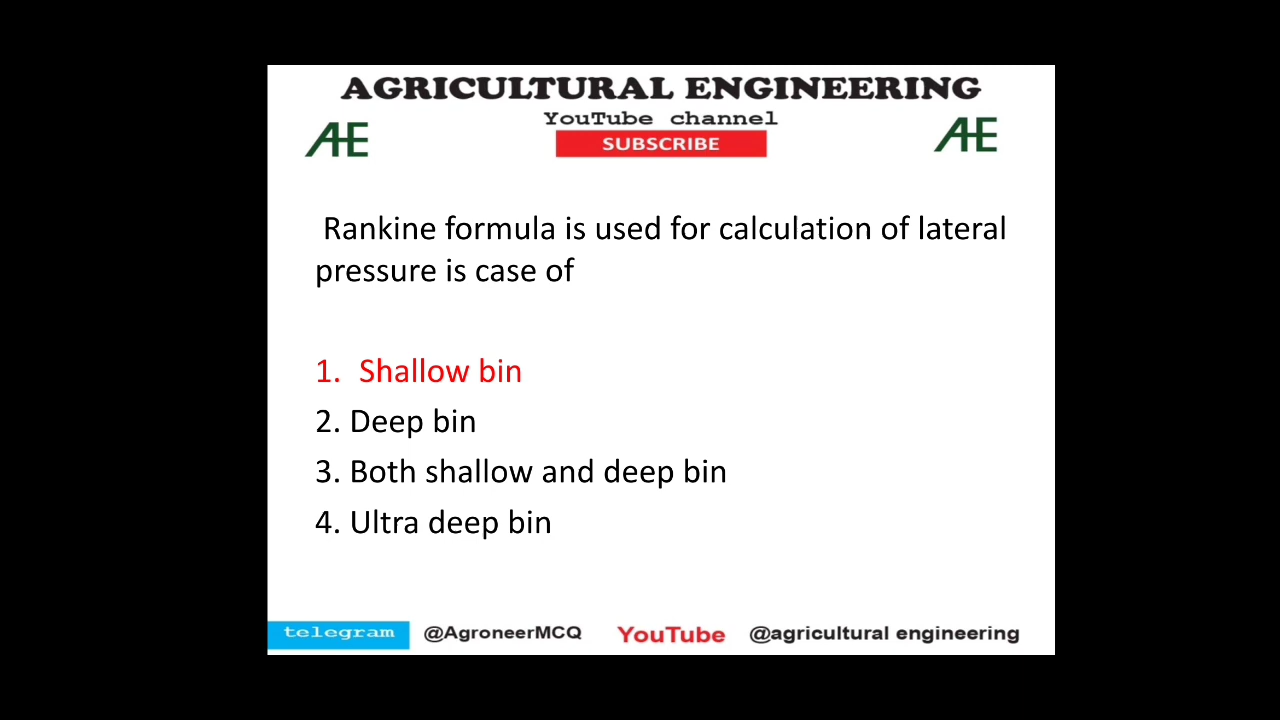 AGRICULTURAL ENGINEERING
YouTube channel
AE SUBSCRIBE AE
Rankine formula is used for calculation of lateral
pressure is case of
1. Shallow bin
2. Deep bin
3. Both shallow and deep bin
4. Ultra deep bin
telegram @AgroneerMCQ YouTube @agricultural engineering